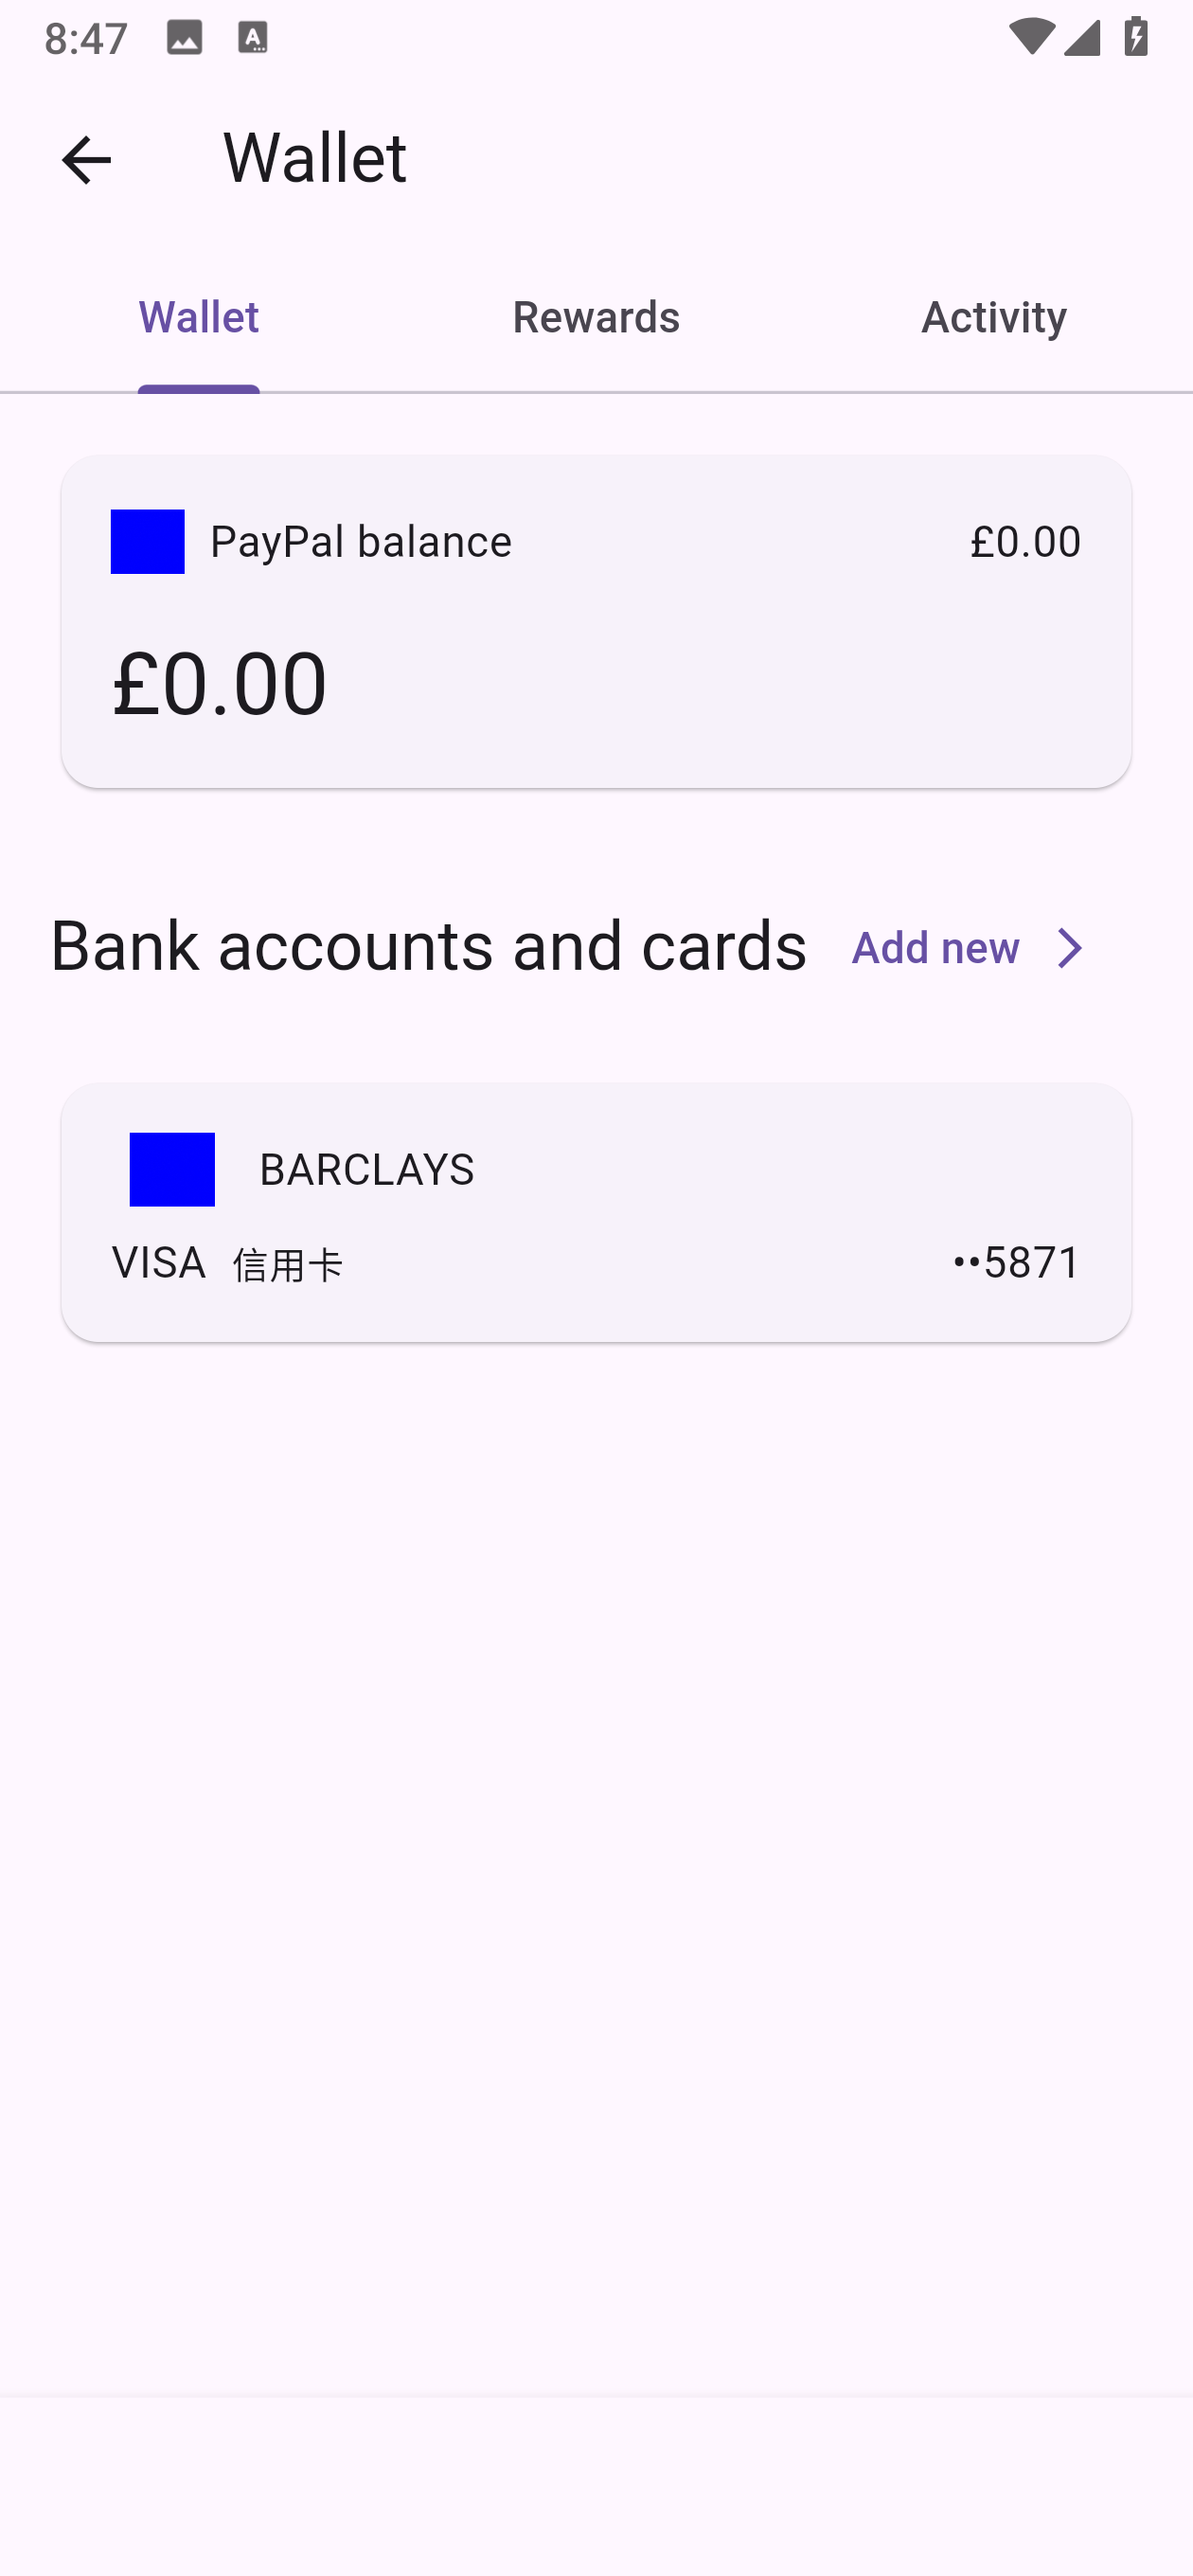 8:47
Wallet
Wallet Rewards Activity
PayPal balance £0.00
£0.00
Bank accounts and cards Add new
BARCLAYS
VISA 信用卡 ••5871